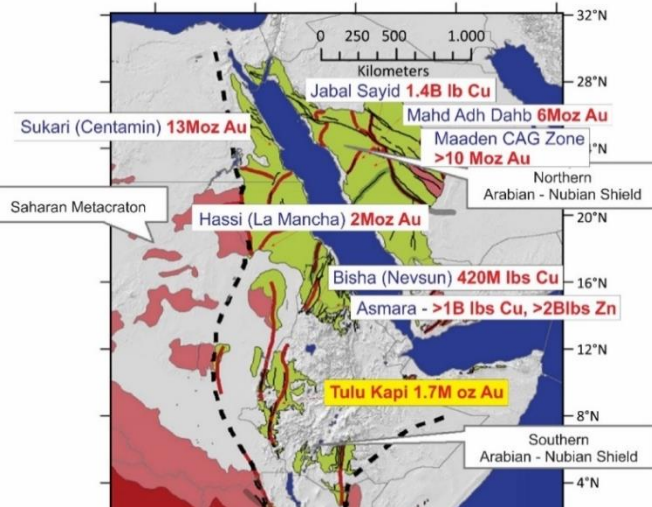 32°N
0 250 500 1.000
Kilometers
28°N
Jabal Sayid 1.4B lb Cu
Mahd Adh Dahb 6Moz Au
Sukari (Centamin) 13Moz Au
Maaden CAG Zone
>10 Moz Au
4°N
Northern
Arabian - Nubian Shield
Saharan Metacraton
Hassi (La Mancha) 2Moz Au
20°N
Bisha (Nevsun) 420M lbs Cu
16°N
Asmara - >1B lbs Cu, >2Blbs Zn
12°N
Tulu Kapi 1.7M oz Au
8°N
Southern
Arabian - Nubian Shield
4°N